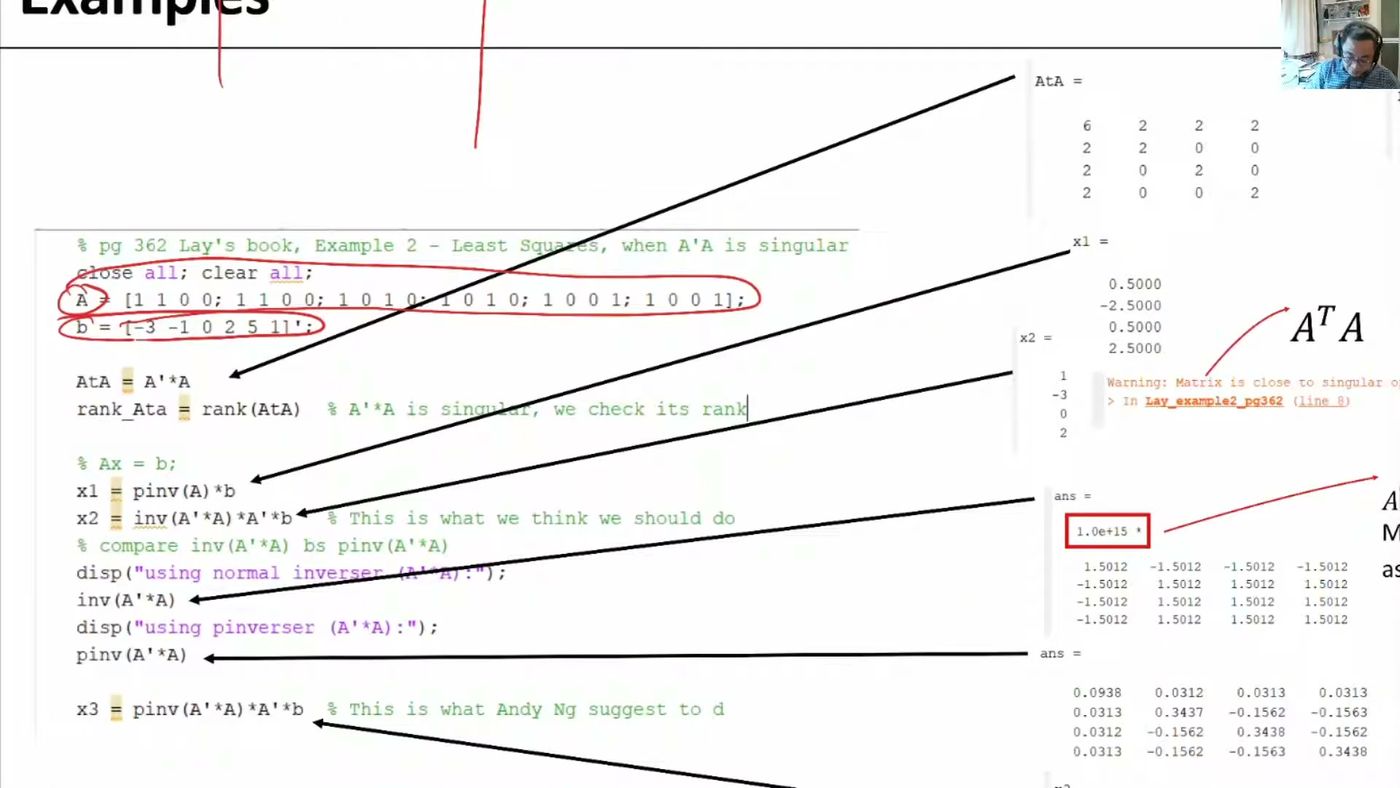 Examples
% pg 362 Lay's book, Example 2 - Least Squares, when A'A is singular
close all; clear all;
A = [1 1 0 0; 1 1 0 0; 1 0 1 0; 1 0 1 0; 1 0 0 1; 1 0 0 1];
b = [-3 -1 0 2 5 1]';
AtA = A'*A
rank_Ata = rank(AtA)  % A'*A is singular, we check its rank
% Ax = b;
x1 = pinv(A)*b
x2 = inv(A'*A)*A'*b  % This is what we think we should do
% compare inv(A'*A) bs pinv(A'*A)
disp("using normal inverser (A'*A):");
inv(A'*A)
disp("using pinverser (A'*A):");
pinv(A'*A)
x3 = pinv(A'*A)*A'*b  % This is what Andy Ng suggest to d
AtA =
6 2 2 2
2 2 0 0
2 0 2 0
2 0 0 2
x1 =
0.5000
-2.5000
0.5000
2.5000
x2 =
1
-3
0
2
A^T A
Warning: Matrix is close to singular o
> In Lay_example2_pg362 (line 8)
ans =
1.0e+15 *
1.5012 -1.5012 -1.5012 -1.5012
-1.5012 1.5012 1.5012 1.5012
-1.5012 1.5012 1.5012 1.5012
-1.5012 1.5012 1.5012 1.5012
A
M
as
ans =
0.0938 0.0312 0.0313 0.0313
0.0313 0.3437 -0.1562 -0.1563
0.0312 -0.1562 0.3438 -0.1562
0.0313 -0.1562 -0.1563 0.3438